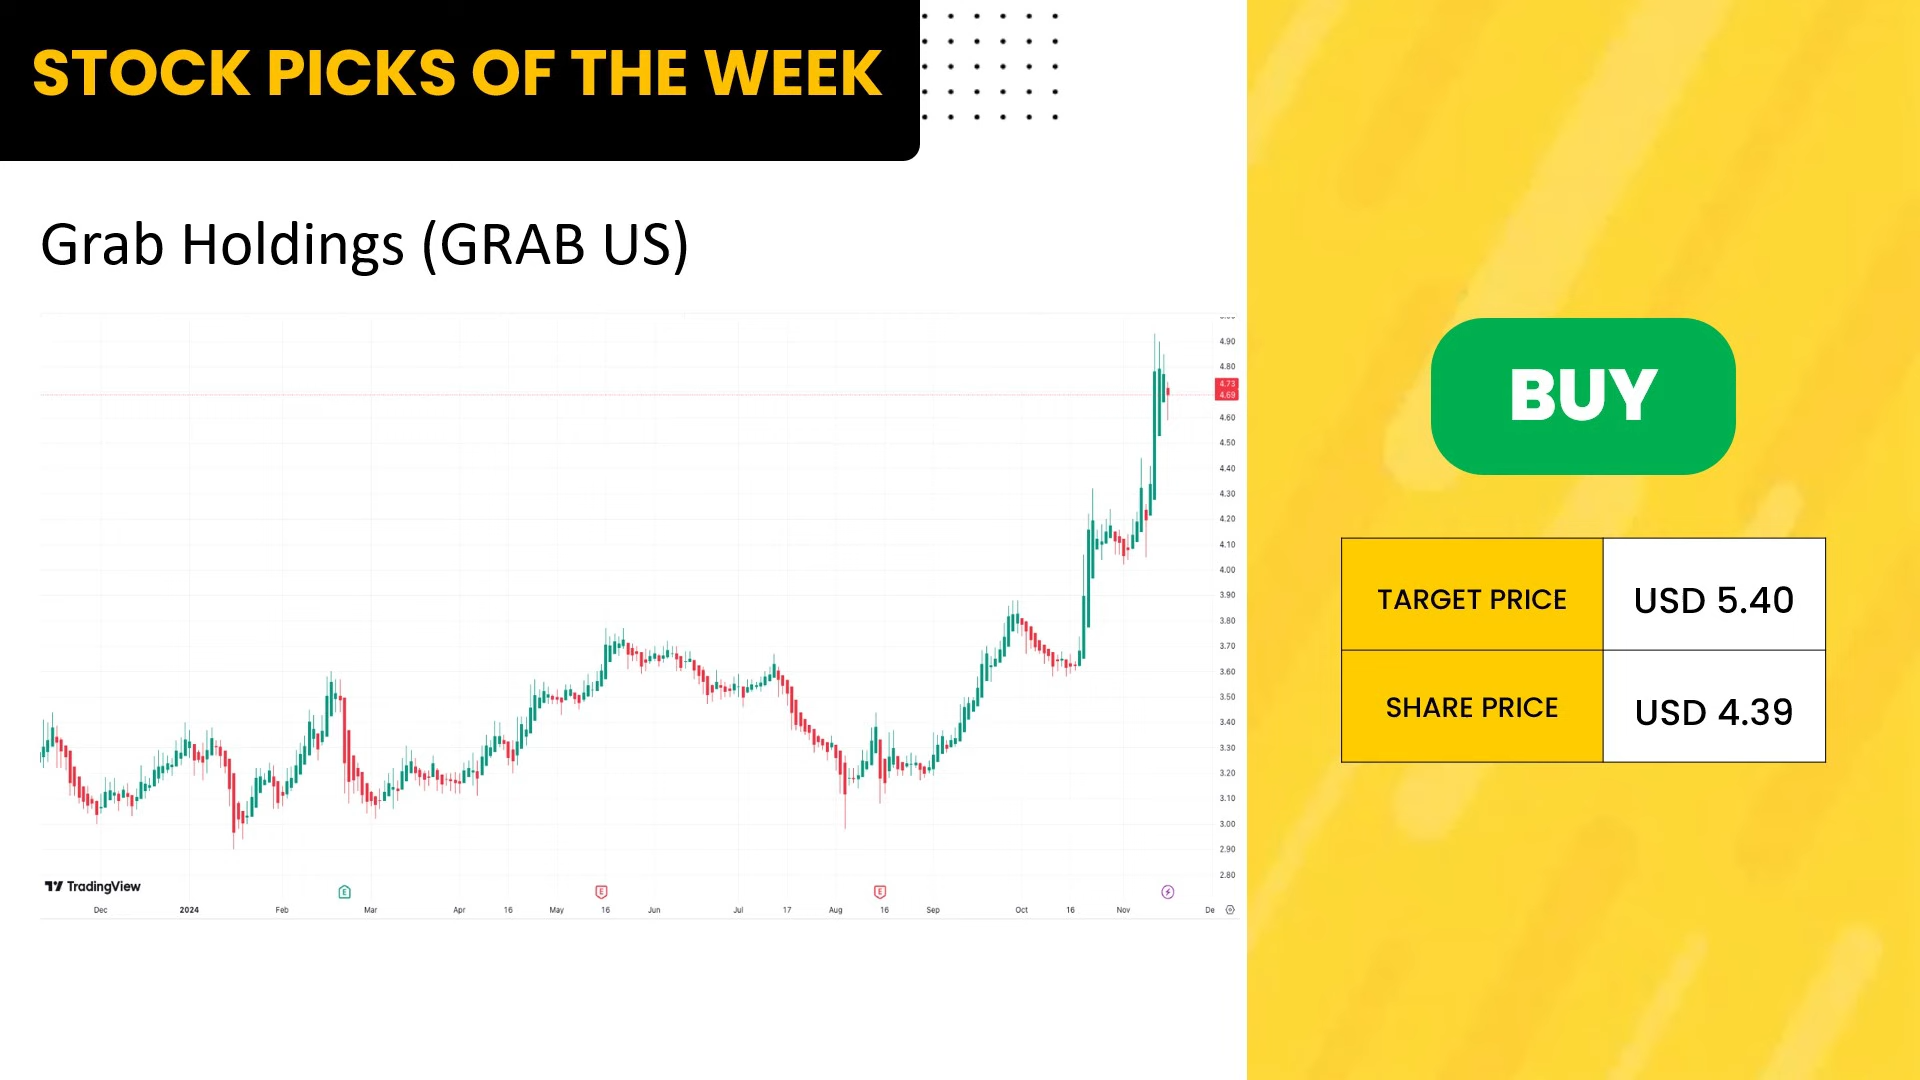 STOCK PICKS OF THE WEEK
Grab Holdings (GRAB US)
4.90
4.80
4.73
4.69
4.60
4.50
4.40
4.30
4.20
4.10
4.00
3.90
3.80
3.70
3.60
3.50
3.40
3.30
3.20
3.10
3.00
2.90
2.80
TradingView
E
E
E
Dec 2024 Feb Mar Apr 16 May 16 Jun Jul 17 Aug 16 Sep Oct 16 Nov De
BUY
TARGET PRICE USD 5.40
SHARE PRICE USD 4.39